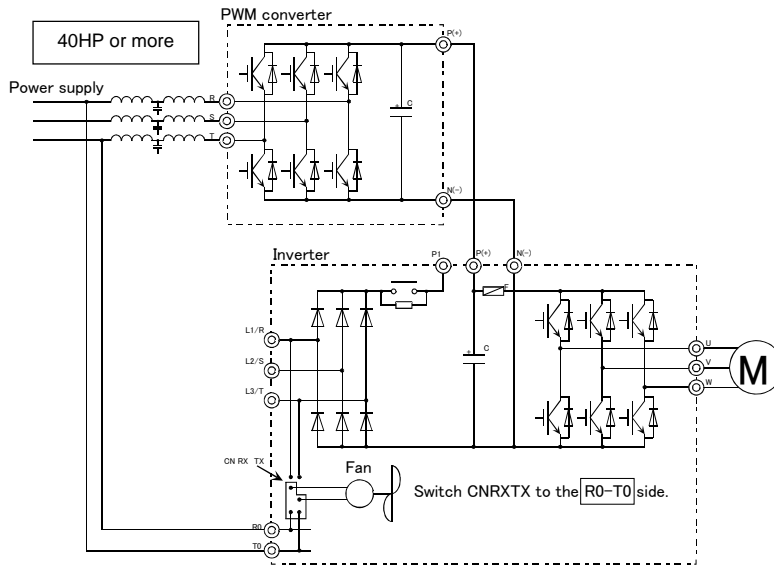 PWM converter
40HP or more
P(+)
Power supply
R
S
T
C
N(-)
Inverter
P1
P(+)
N(-)
F
L1/R
L2/S
L3/T
C
U
V
W
M
CN RX TX
Fan
Switch CNRXTX to the R0-T0 side.
R0
T0